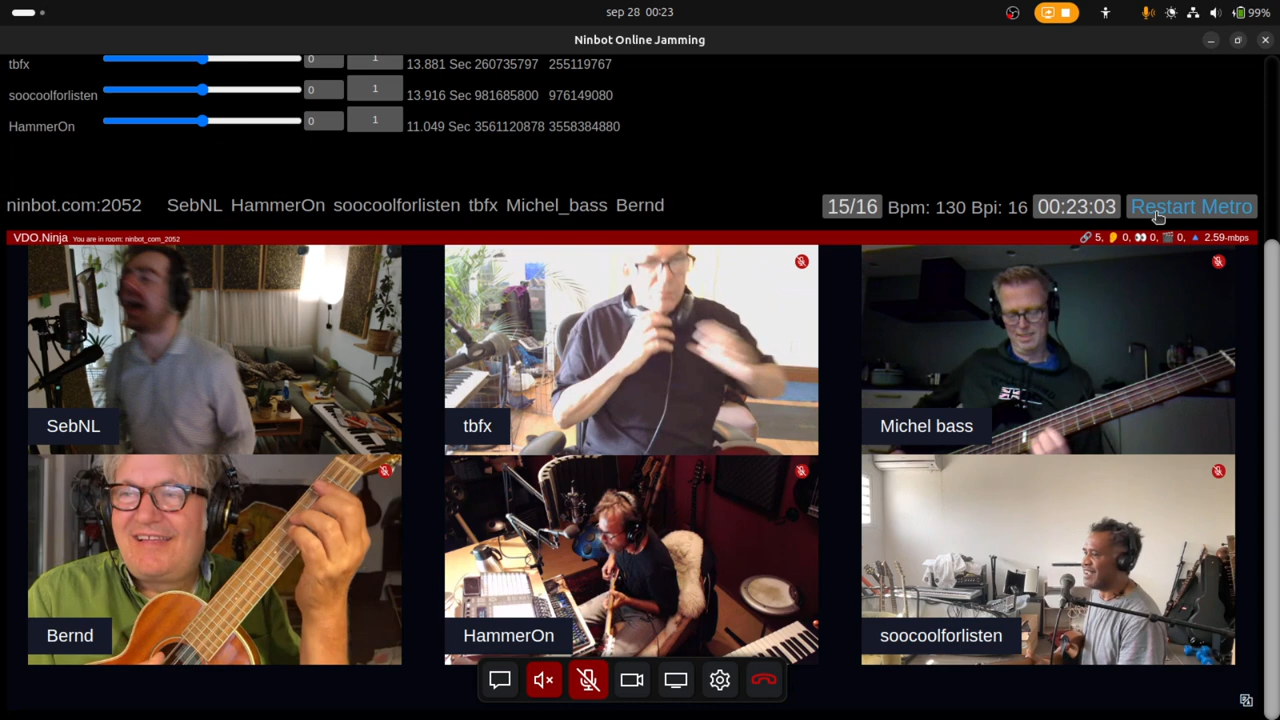 sep 28 00:23
99%
Ninbot Online Jamming
tbfx 0 1 13.881 Sec 260735797 255119767
soocoolforlisten 0 1 13.916 Sec 981685800 976149080
HammerOn 0 1 11.049 Sec 3561120878 3558384880
ninbot.com:2052 SebNL HammerOn soocoolforlisten tbfx Michel_bass Bernd 15/16 Bpm: 130 Bpi: 16 00:23:03 Restart Metro
VDO.Ninja You are in room: ninbot_com_2052 5, 0, 0, 0, 2.59-mbps
SebNL
tbfx
Michel bass
Bernd
HammerOn
soocoolforlisten